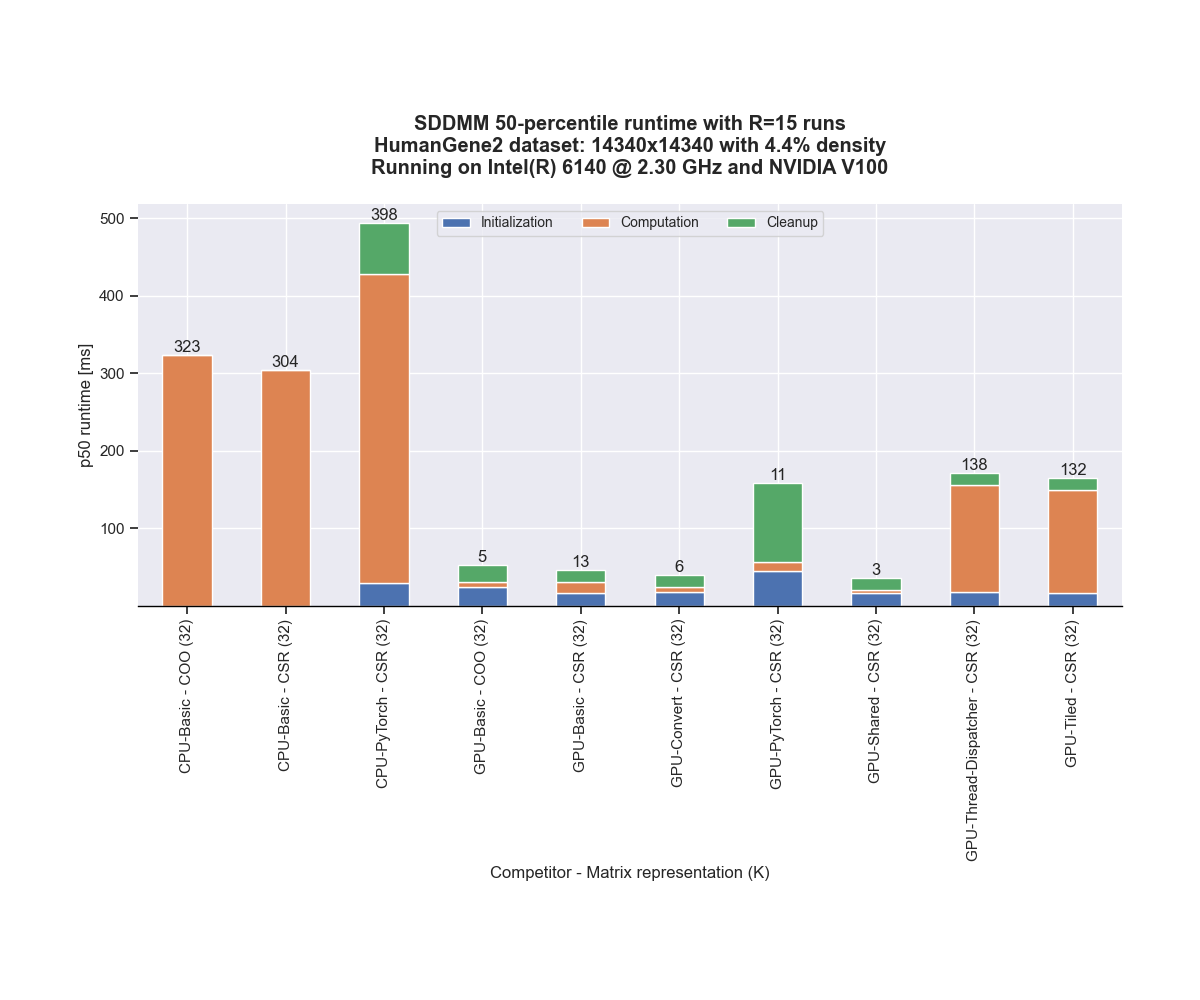 SDDMM 50-percentile runtime with R=15 runs
HumanGene2 dataset: 14340x14340 with 4.4% density
Running on Intel(R) 6140 @ 2.30 GHz and NVIDIA V100
Initialization
Computation
Cleanup
p50 runtime [ms]
500
400
300
200
100
323
304
398
5
13
6
11
3
138
132
CPU-Basic - COO (32)
CPU-Basic - CSR (32)
CPU-PyTorch - CSR (32)
GPU-Basic - COO (32)
GPU-Basic - CSR (32)
GPU-Convert - CSR (32)
GPU-PyTorch - CSR (32)
GPU-Shared - CSR (32)
GPU-Thread-Dispatcher - CSR (32)
GPU-Tiled - CSR (32)
Competitor - Matrix representation (K)